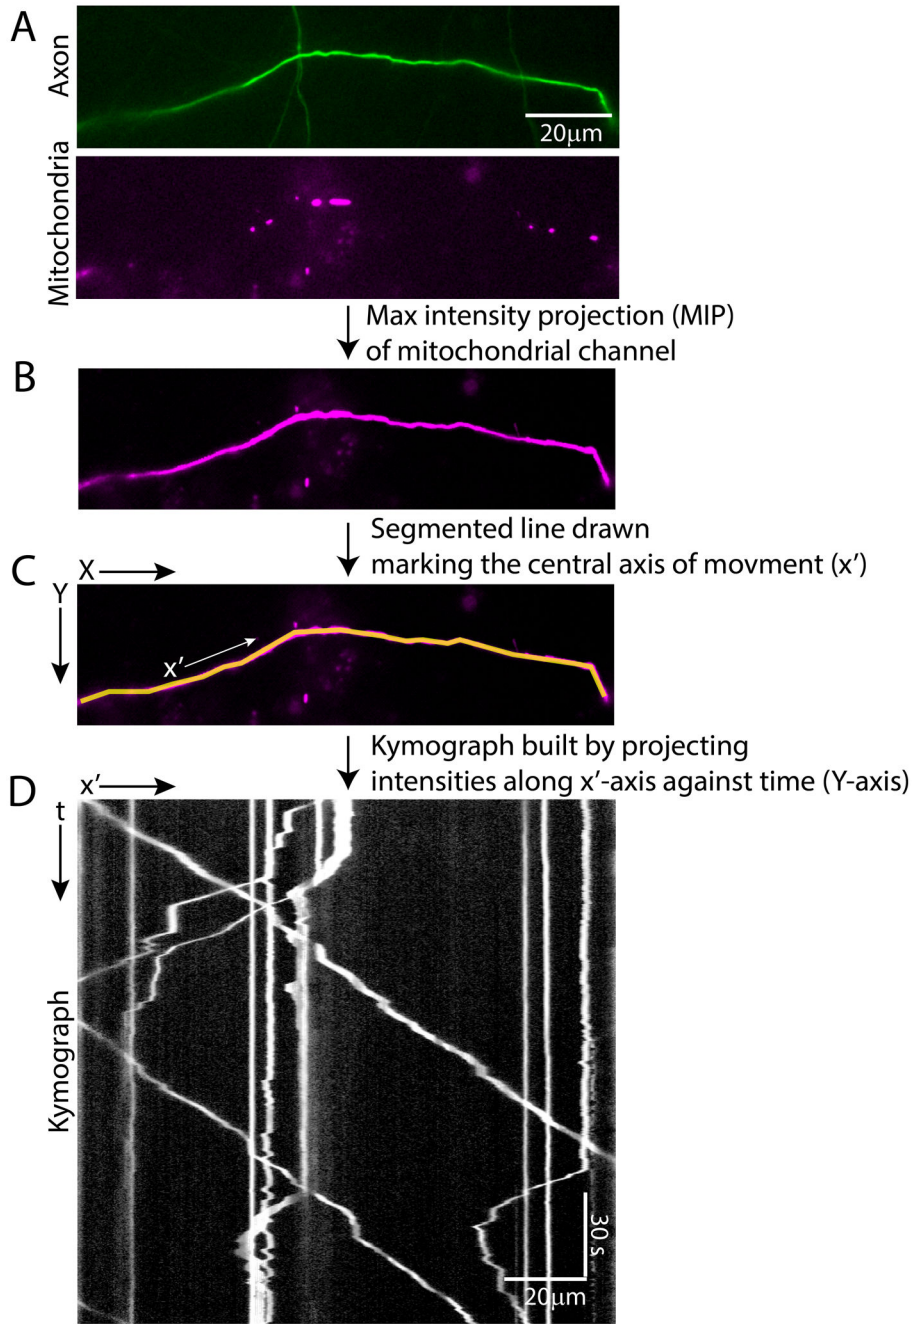 A
Axon
20μm
Mitochondria
Max intensity projection (MIP)
of mitochondrial channel
B
Segmented line drawn
marking the central axis of movment (x’)
C
X
Y
x’
Kymograph built by projecting
intensities along x’-axis against time (Y-axis)
x’
D
t
Kymograph
30 s
20μm